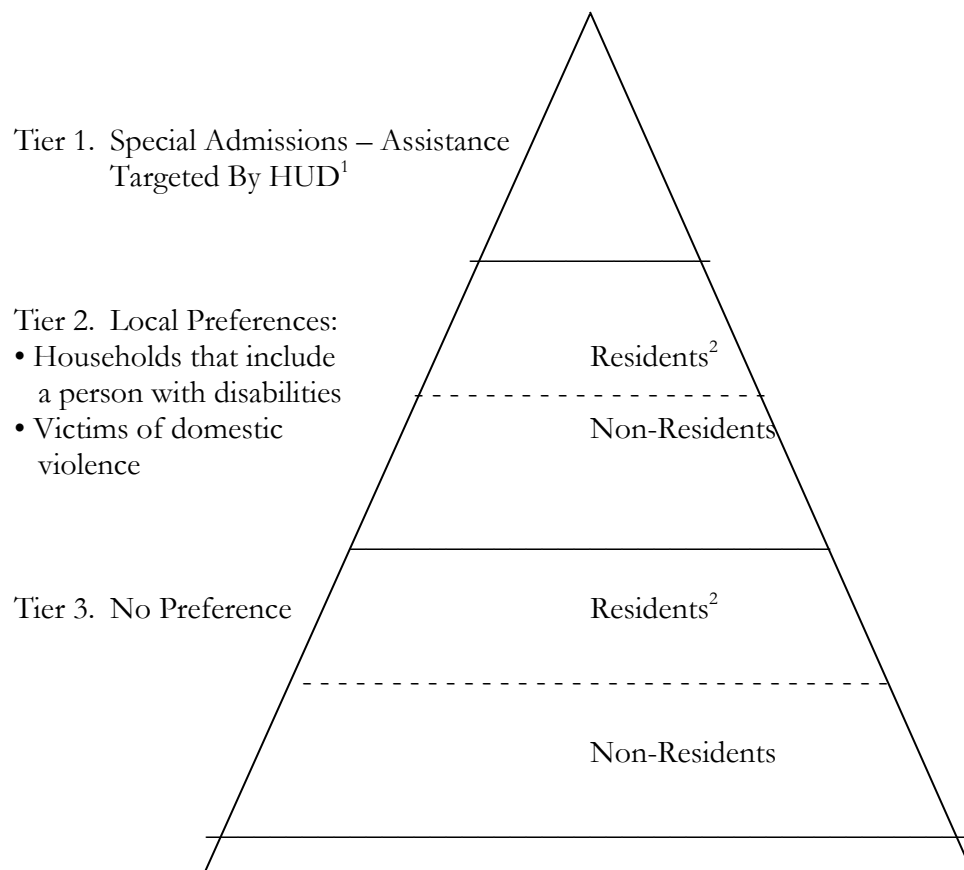 Tier 1. Special Admissions – Assistance
Targeted By HUD¹
Tier 2. Local Preferences:
• Households that include
a person with disabilities
• Victims of domestic
violence
Residents²
Non-Residents
Tier 3. No Preference
Residents²
Non-Residents